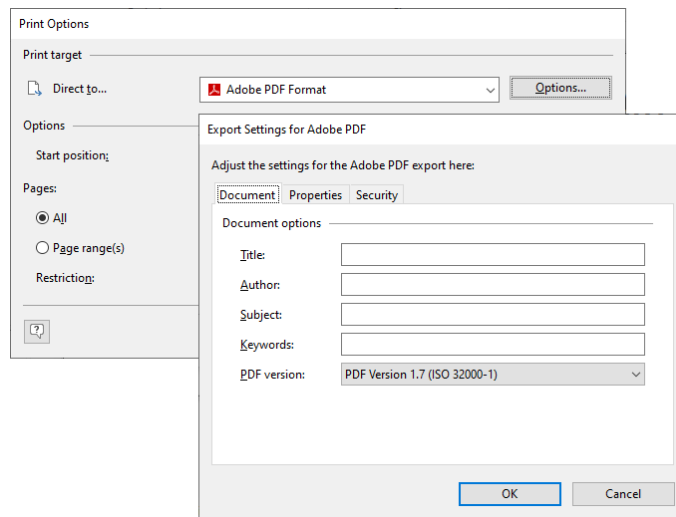 Print Options
Print target
Direct to...
Adobe PDF Format
Options...
Options
Start position:
Pages:
All
Page range(s)
Restriction:
Export Settings for Adobe PDF
Adjust the settings for the Adobe PDF export here:
Document Properties Security
Document options
Title:
Author:
Subject:
Keywords:
PDF version: PDF Version 1.7 (ISO 32000-1)
OK Cancel